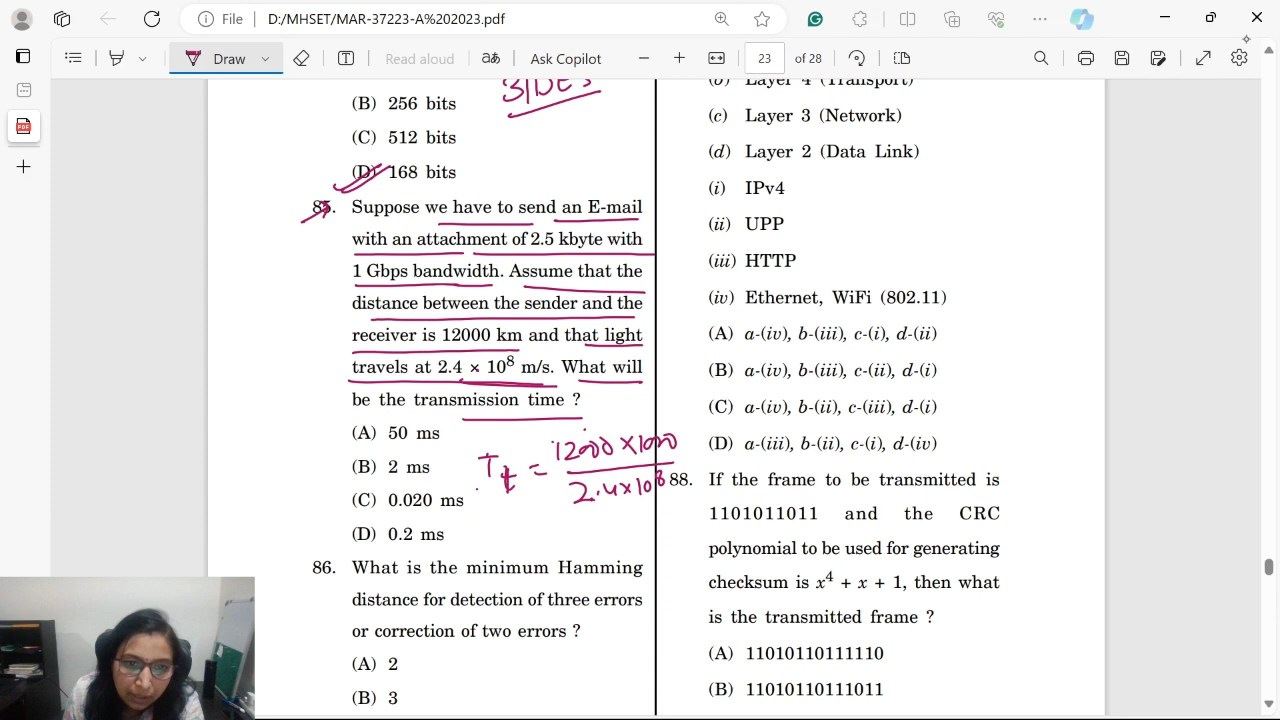 File
D:/MHSET/MAR-37223-A%202023.pdf
Draw
Read aloud
aあ
Ask Copilot
23
of 28
3/DES
(B) 256 bits
(C) 512 bits
(D) 168 bits
85. Suppose we have to send an E-mail
with an attachment of 2.5 kbyte with
1 Gbps bandwidth. Assume that the
distance between the sender and the
receiver is 12000 km and that light
travels at 2.4 × 10⁸ m/s. What will
be the transmission time ?
(A) 50 ms
(B) 2 ms
(C) 0.020 ms
(D) 0.2 ms
Tt = 12000 × 1000
2.4×10⁸
86. What is the minimum Hamming
distance for detection of three errors
or correction of two errors ?
(A) 2
(B) 3
(b) Layer 4 (Transport)
(c) Layer 3 (Network)
(d) Layer 2 (Data Link)
(i) IPv4
(ii) UPP
(iii) HTTP
(iv) Ethernet, WiFi (802.11)
(A) a-(iv), b-(iii), c-(i), d-(ii)
(B) a-(iv), b-(iii), c-(ii), d-(i)
(C) a-(iv), b-(ii), c-(iii), d-(i)
(D) a-(iii), b-(ii), c-(i), d-(iv)
88. If the frame to be transmitted is
1101011011 and the CRC
polynomial to be used for generating
checksum is x⁴ + x + 1, then what
is the transmitted frame ?
(A) 11010110111110
(B) 11010110111011